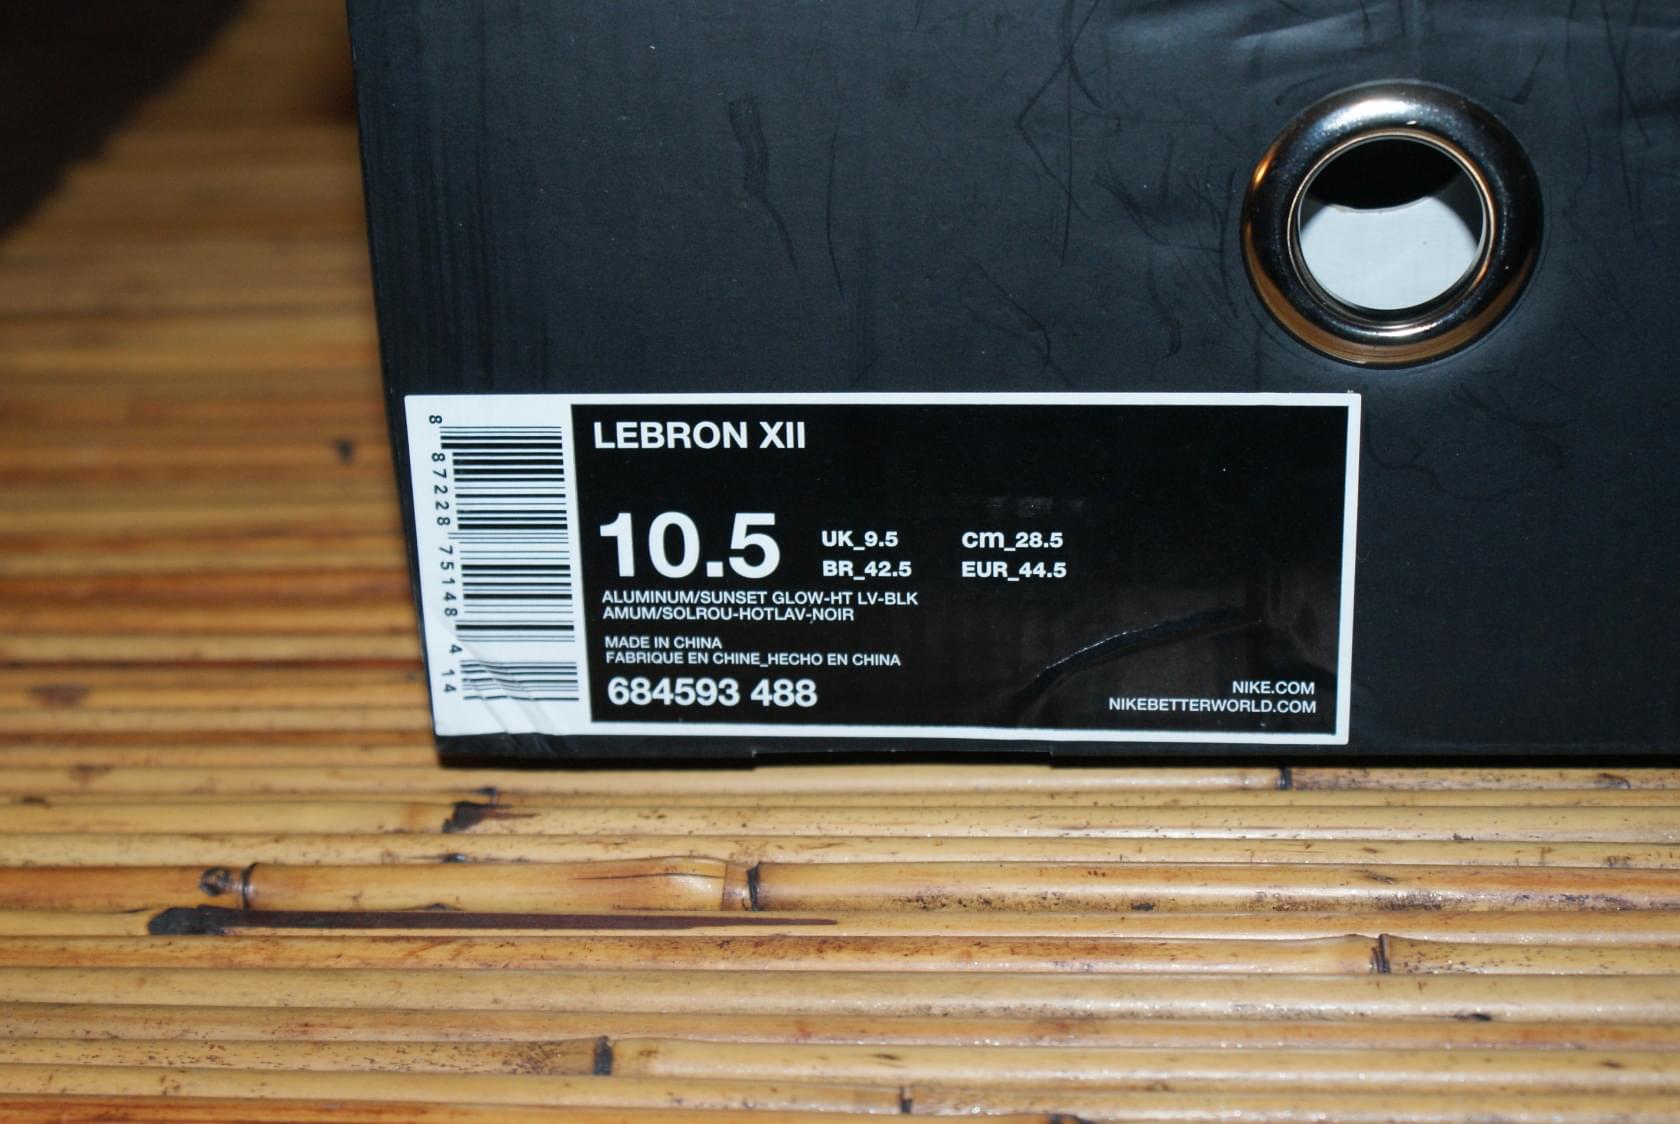 8 87228 75148 4 14
LEBRON XII
10.5
UK_9.5 cm_28.5
BR_42.5 EUR_44.5
ALUMINUM/SUNSET GLOW-HT LV-BLK
AMUM/SOLROU-HOTLAV-NOIR
MADE IN CHINA
FABRIQUE EN CHINE_HECHO EN CHINA
684593 488
NIKE.COM
NIKEBETTERWORLD.COM